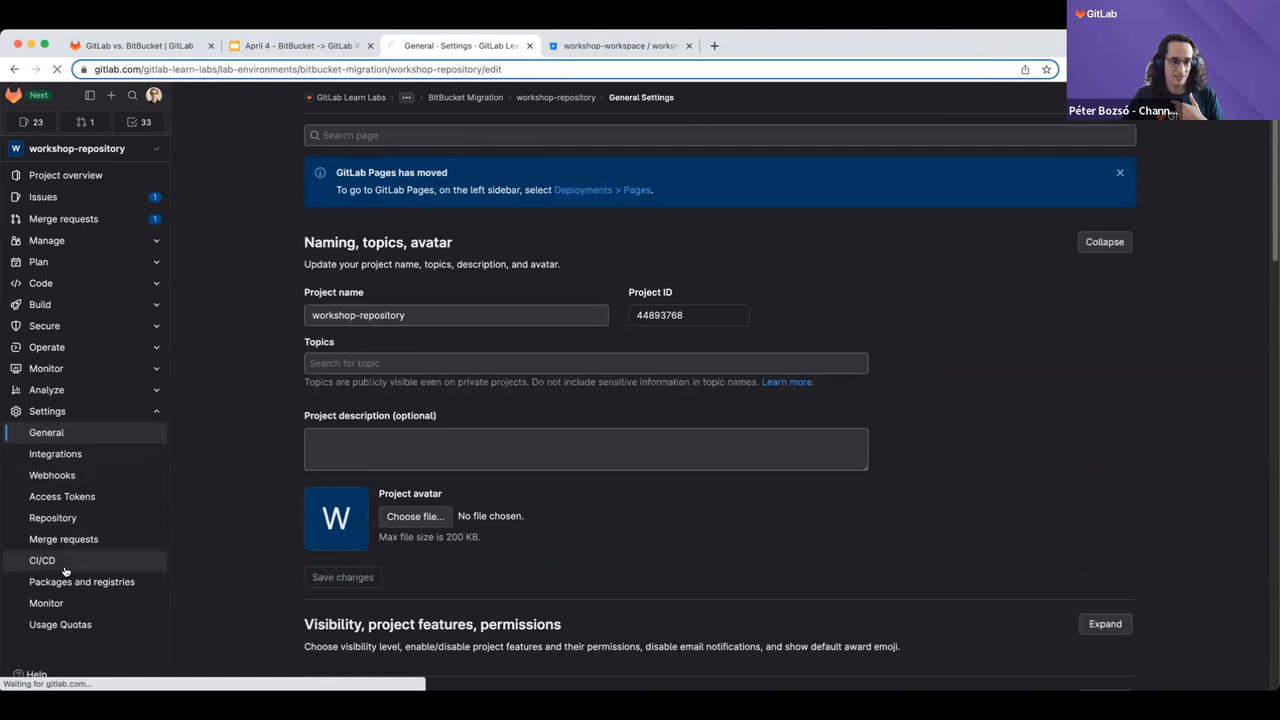 GitLab vs. BitBucket | GitLab
April 4 - BitBucket -> GitLab W
General · Settings · GitLab Lea
workshop-workspace / worksh
gitlab.com/gitlab-learn-labs/lab-environments/bitbucket-migration/workshop-repository/edit
GitLab
Péter Bozsó - Chann...
Next
23
1
33
workshop-repository
Project overview
Issues
1
Merge requests
1
Manage
Plan
Code
Build
Secure
Operate
Monitor
Analyze
Settings
General
Integrations
Webhooks
Access Tokens
Repository
Merge requests
CI/CD
Packages and registries
Monitor
Usage Quotas
Help
Waiting for gitlab.com...
GitLab Learn Labs
BitBucket Migration
workshop-repository
General Settings
Search page
GitLab Pages has moved
To go to GitLab Pages, on the left sidebar, select Deployments > Pages.
Naming, topics, avatar
Collapse
Update your project name, topics, description, and avatar.
Project name
Project ID
workshop-repository
44893768
Topics
Search for topic
Topics are publicly visible even on private projects. Do not include sensitive information in topic names. Learn more.
Project description (optional)
W
W
Project avatar
Choose file...
No file chosen.
Max file size is 200 KB.
Save changes
Visibility, project features, permissions
Expand
Choose visibility level, enable/disable project features and their permissions, disable email notifications, and show default award emoji.